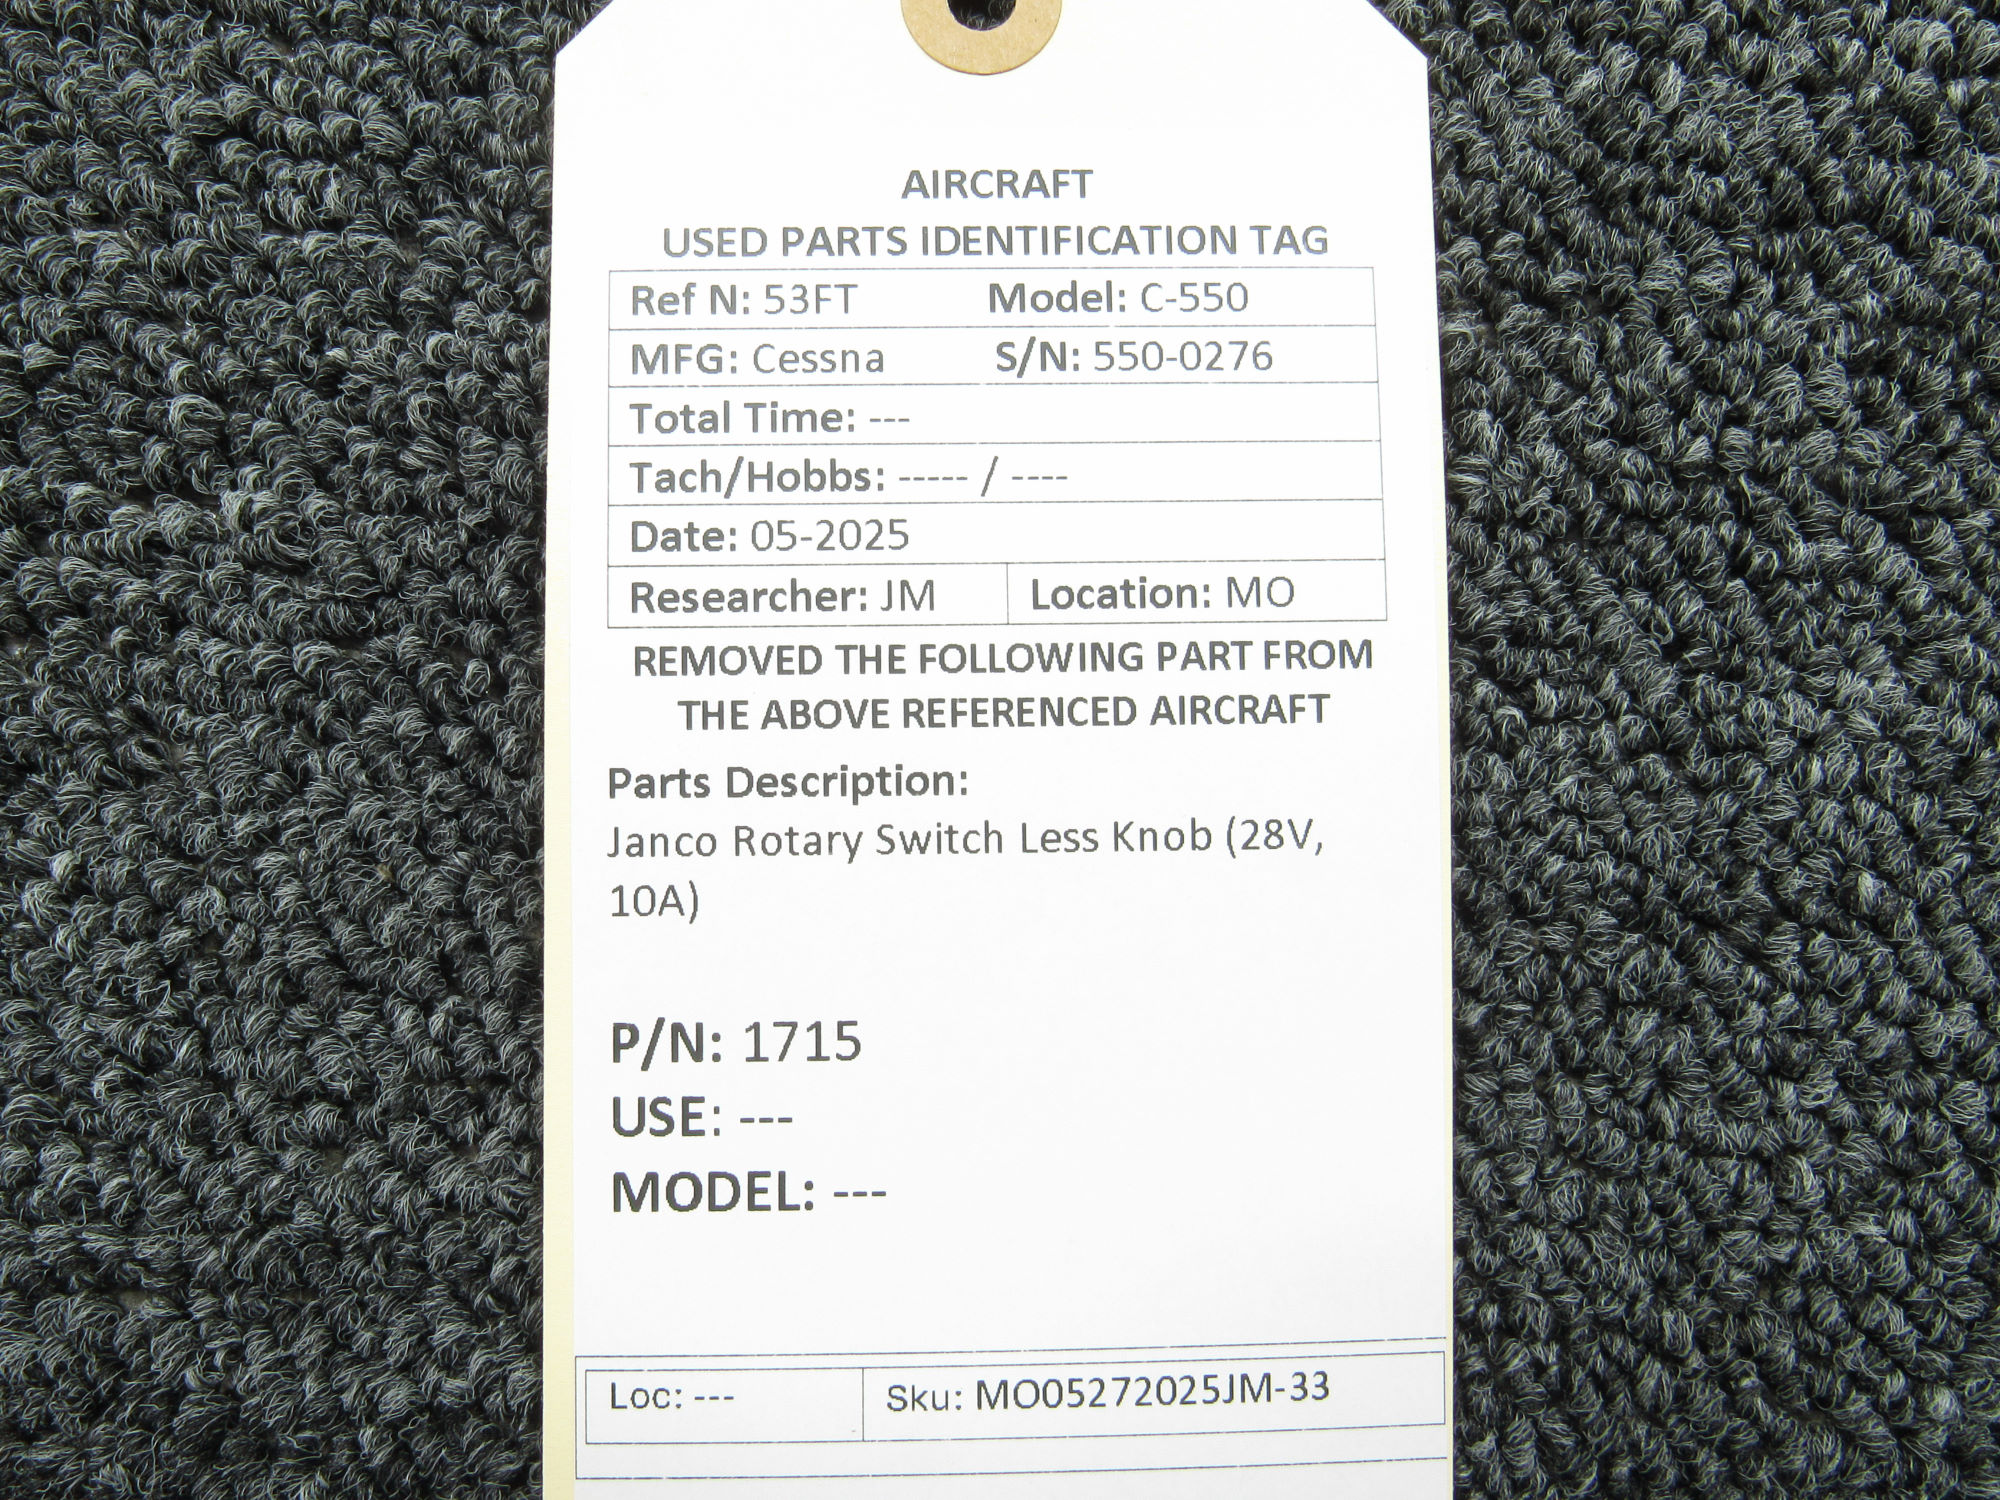 AIRCRAFT
USED PARTS IDENTIFICATION TAG
Ref N: 53FT Model: C-550
MFG: Cessna S/N: 550-0276
Total Time: ---
Tach/Hobbs: ----- / ----
Date: 05-2025
Researcher: JM Location: MO
REMOVED THE FOLLOWING PART FROM
THE ABOVE REFERENCED AIRCRAFT
Parts Description:
Janco Rotary Switch Less Knob (28V,
10A)
P/N: 1715
USE: ---
MODEL: ---
Loc: --- Sku: MO05272025JM-33